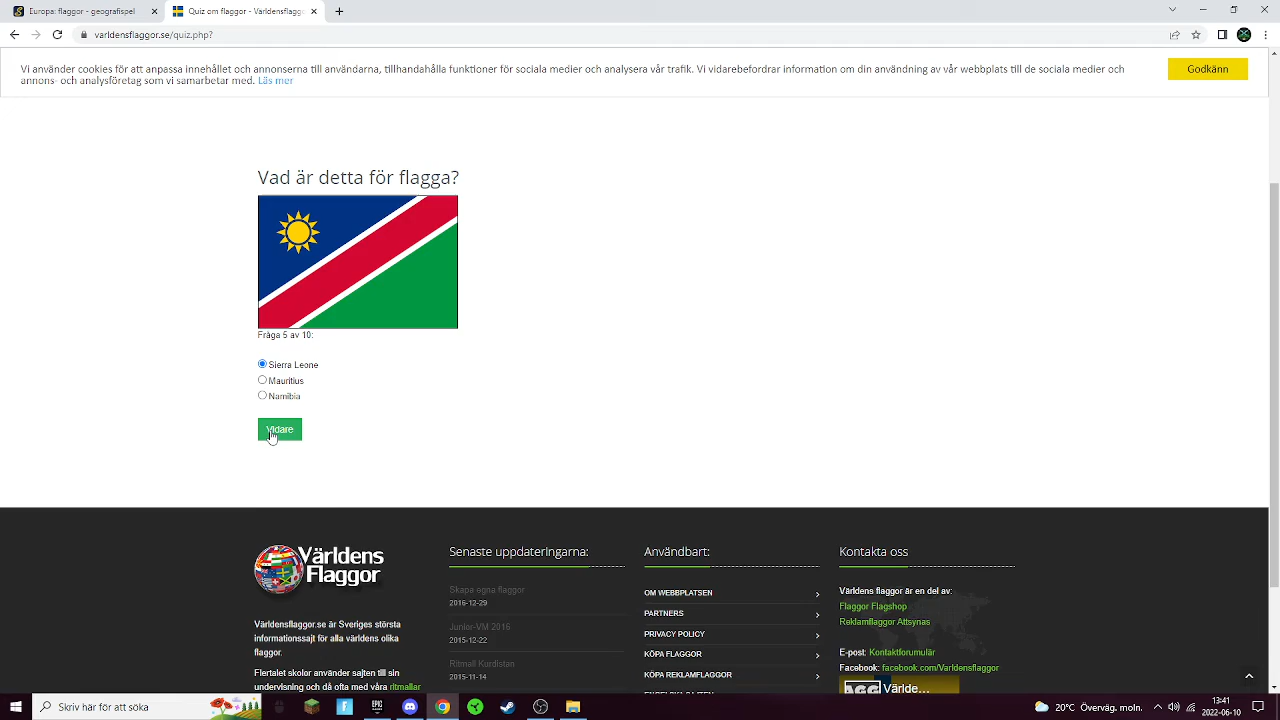 Europa: flaggor - geografispel
Quiz om flaggor - Världensflaggo
varldensflaggor.se/quiz.php?
Vi använder cookies för att anpassa innehållet och annonserna till användarna, tillhandahålla funktioner för sociala medier och analysera vår trafik. Vi vidarebefordrar information om din användning av vår webbplats till de sociala medier och
annons- och analysföretag som vi samarbetar med. Läs mer
Godkänn
Vad är detta för flagga?
Fråga 5 av 10:
Sierra Leone
Mauritius
Namibia
Vidare
Världens
Flaggor
Världensflaggor.se är Sveriges största
informationssajt för alla världens olika
flaggor.
Flertalet skolor använder sajten till sin
undervisning och då ofta med våra ritmallar
Senaste uppdateringarna:
Skapa egna flaggor
2016-12-29
Junior-VM 2016
2015-12-22
Ritmall Kurdistan
2015-11-14
Användbart:
OM WEBBPLATSEN
PARTNERS
PRIVACY POLICY
KÖPA FLAGGOR
KÖPA REKLAMFLAGGOR
ENGELSKA SAJTEN
Kontakta oss
Världens flaggor är en del av:
Flaggor Flagshop
Reklamflaggor Attsynas
E-post: Kontaktformulär
Facebook: facebook.com/Varldensflaggor
Världe...
Skriv här för att söka
EPIC
20°C Överväg. moln.
13:41
2022-06-10